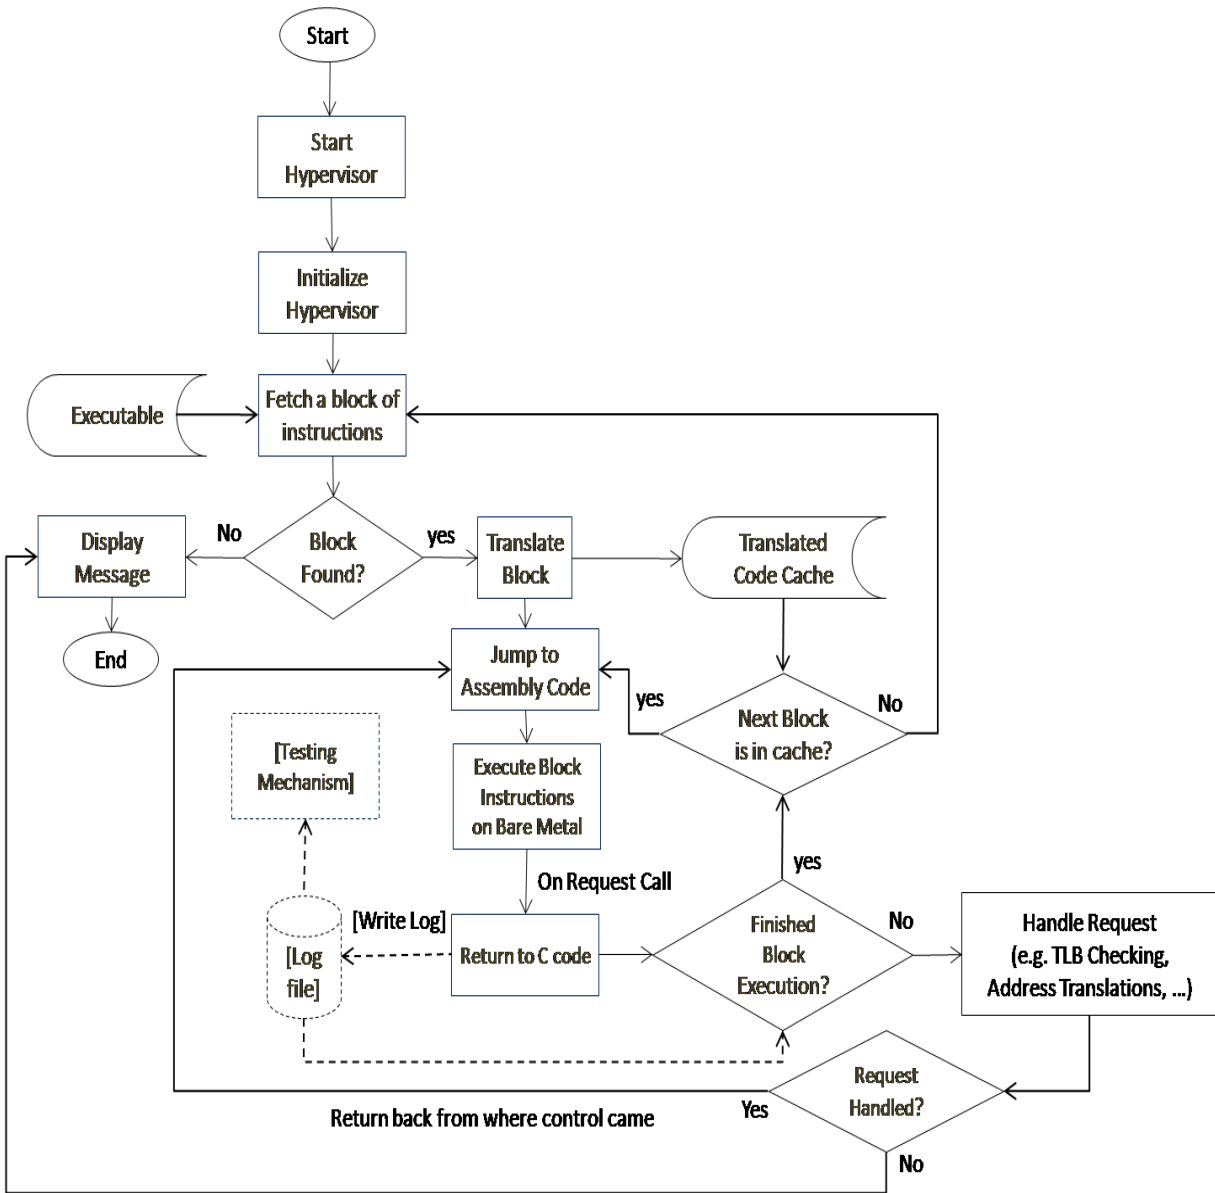 Start
Start
Hypervisor
Initialize
Hypervisor
Executable
Fetch a block of
instructions
Display
Message
No
Block
Found?
yes
Translate
Block
Translated
Code Cache
End
Jump to
Assembly Code
yes
Next Block
is in cache?
No
[Testing
Mechanism]
Execute Block
Instructions
on Bare Metal
yes
On Request Call
[Write Log]
[Log
file]
Return to C code
Finished
Block
Execution?
No
Handle Request
(e.g. TLB Checking,
Address Translations, ...)
Request
Handled?
Yes
Return back from where control came
No